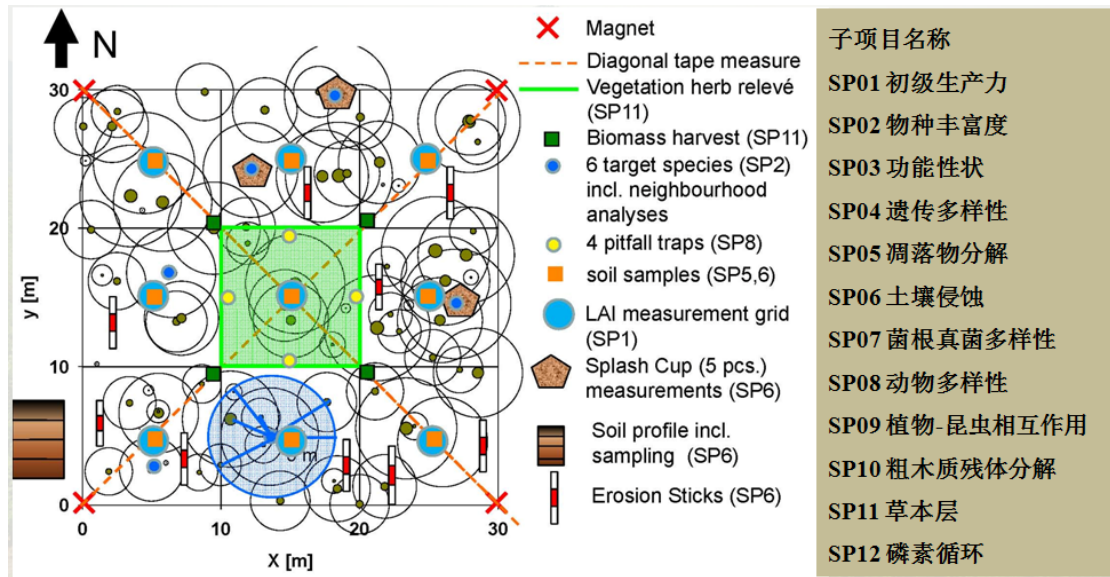 N
30
20
10
0
y [m]
0
10
20
30
X [m]
m
Magnet
Diagonal tape measure
Vegetation herb relevé
(SP11)
Biomass harvest (SP11)
6 target species (SP2)
incl. neighbourhood
analyses
4 pitfall traps (SP8)
soil samples (SP5,6)
LAI measurement grid
(SP1)
Splash Cup (5 pcs.)
measurements (SP6)
Soil profile incl.
sampling (SP6)
Erosion Sticks (SP6)
子项目名称
SP01 初级生产力
SP02 物种丰富度
SP03 功能性状
SP04 遗传多样性
SP05 凋落物分解
SP06 土壤侵蚀
SP07 菌根真菌多样性
SP08 动物多样性
SP09 植物-昆虫相互作用
SP10 粗木质残体分解
SP11 草本层
SP12 磷素循环